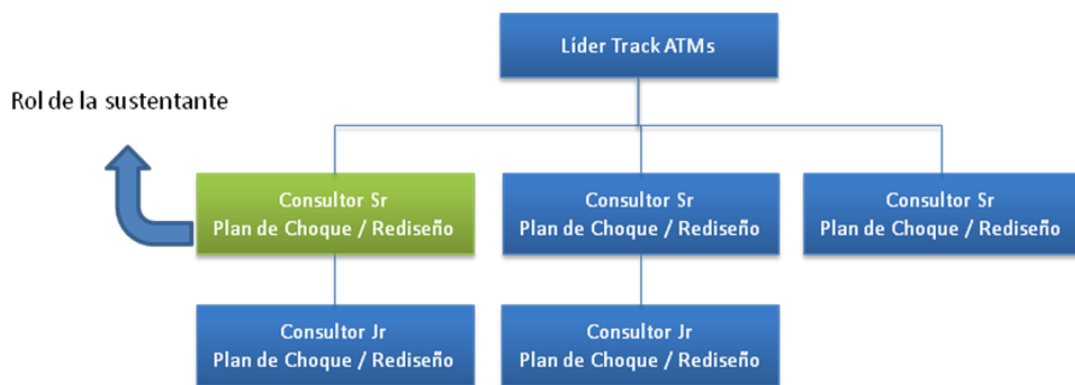 Líder Track ATMs
Rol de la sustentante
Consultor Sr
Plan de Choque / Rediseño
Consultor Sr
Plan de Choque / Rediseño
Consultor Sr
Plan de Choque / Rediseño
Consultor Jr
Plan de Choque / Rediseño
Consultor Jr
Plan de Choque / Rediseño